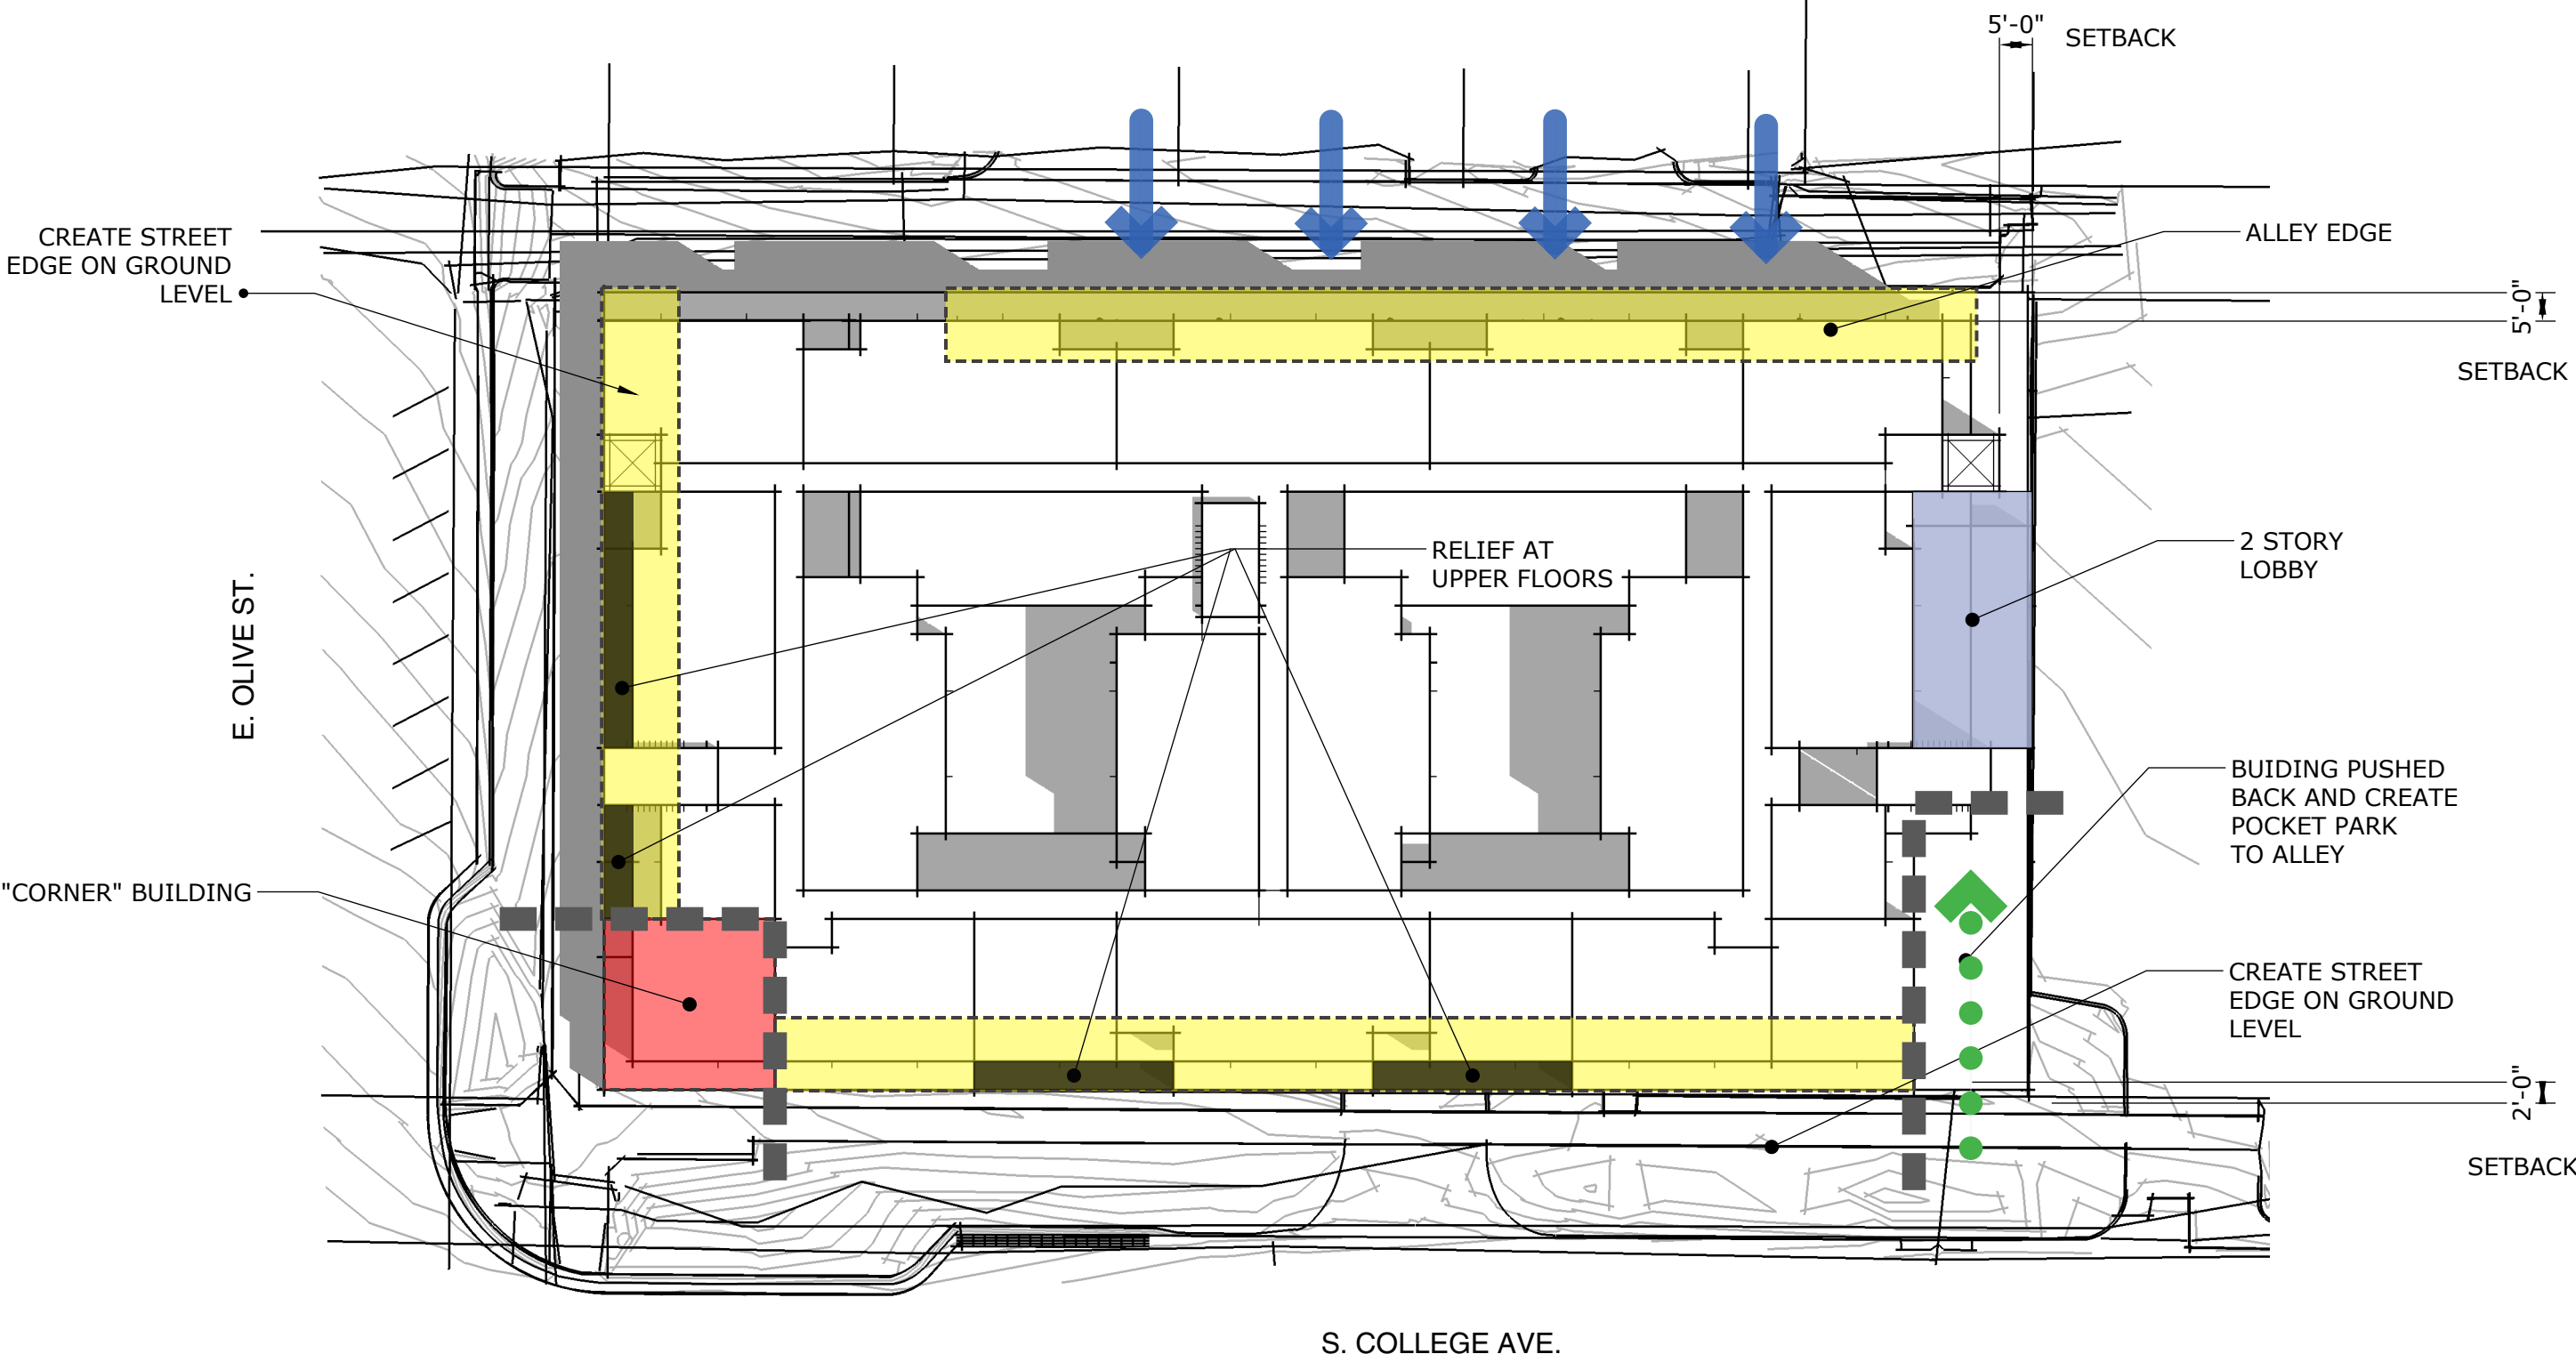 5'-0"
SETBACK
CREATE STREET
EDGE ON GROUND
LEVEL
ALLEY EDGE
5'-0"
SETBACK
RELIEF AT
UPPER FLOORS
2 STORY
LOBBY
E. OLIVE ST.
BUIDING PUSHED
BACK AND CREATE
POCKET PARK
TO ALLEY
"CORNER" BUILDING
CREATE STREET
EDGE ON GROUND
LEVEL
2'-0"
SETBACK
S. COLLEGE AVE.